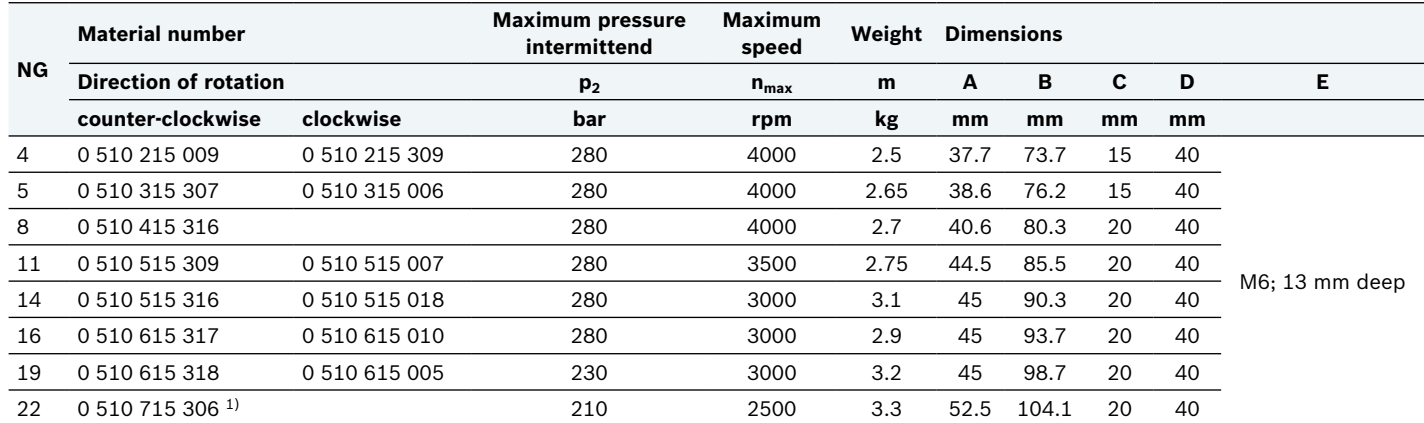 NG Material number Maximum pressure intermittend Maximum speed Weight Dimensions
Direction of rotation p₂ nₘₐₓ m A B C D E
counter-clockwise clockwise bar rpm kg mm mm mm mm
4 0 510 215 009 0 510 215 309 280 4000 2.5 37.7 73.7 15 40
5 0 510 315 307 0 510 315 006 280 4000 2.65 38.6 76.2 15 40
8 0 510 415 316 280 4000 2.7 40.6 80.3 20 40
11 0 510 515 309 0 510 515 007 280 3500 2.75 44.5 85.5 20 40
M6; 13 mm deep
14 0 510 515 316 0 510 515 018 280 3000 3.1 45 90.3 20 40
16 0 510 615 317 0 510 615 010 280 3000 2.9 45 93.7 20 40
19 0 510 615 318 0 510 615 005 230 3000 3.2 45 98.7 20 40
22 0 510 715 306 ¹⁾ 210 2500 3.3 52.5 104.1 20 40